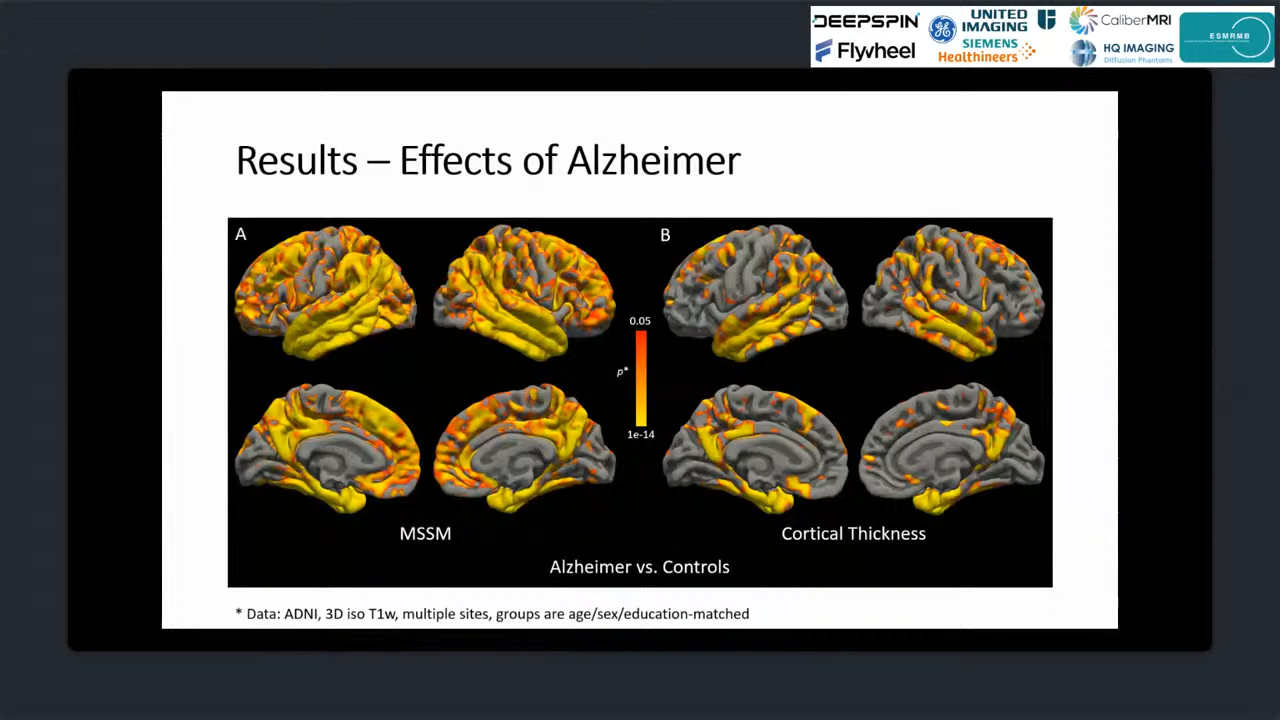 DEEPSPIN
UNITED
IMAGING
CaliberMRI
Flywheel
GE
SIEMENS
Healthineers
HQ IMAGING
Diffusion Phantoms
ESMRMB
Results – Effects of Alzheimer
A
B
0.05
p*
1e-14
MSSM
Cortical Thickness
Alzheimer vs. Controls
* Data: ADNI, 3D iso T1w, multiple sites, groups are age/sex/education-matched